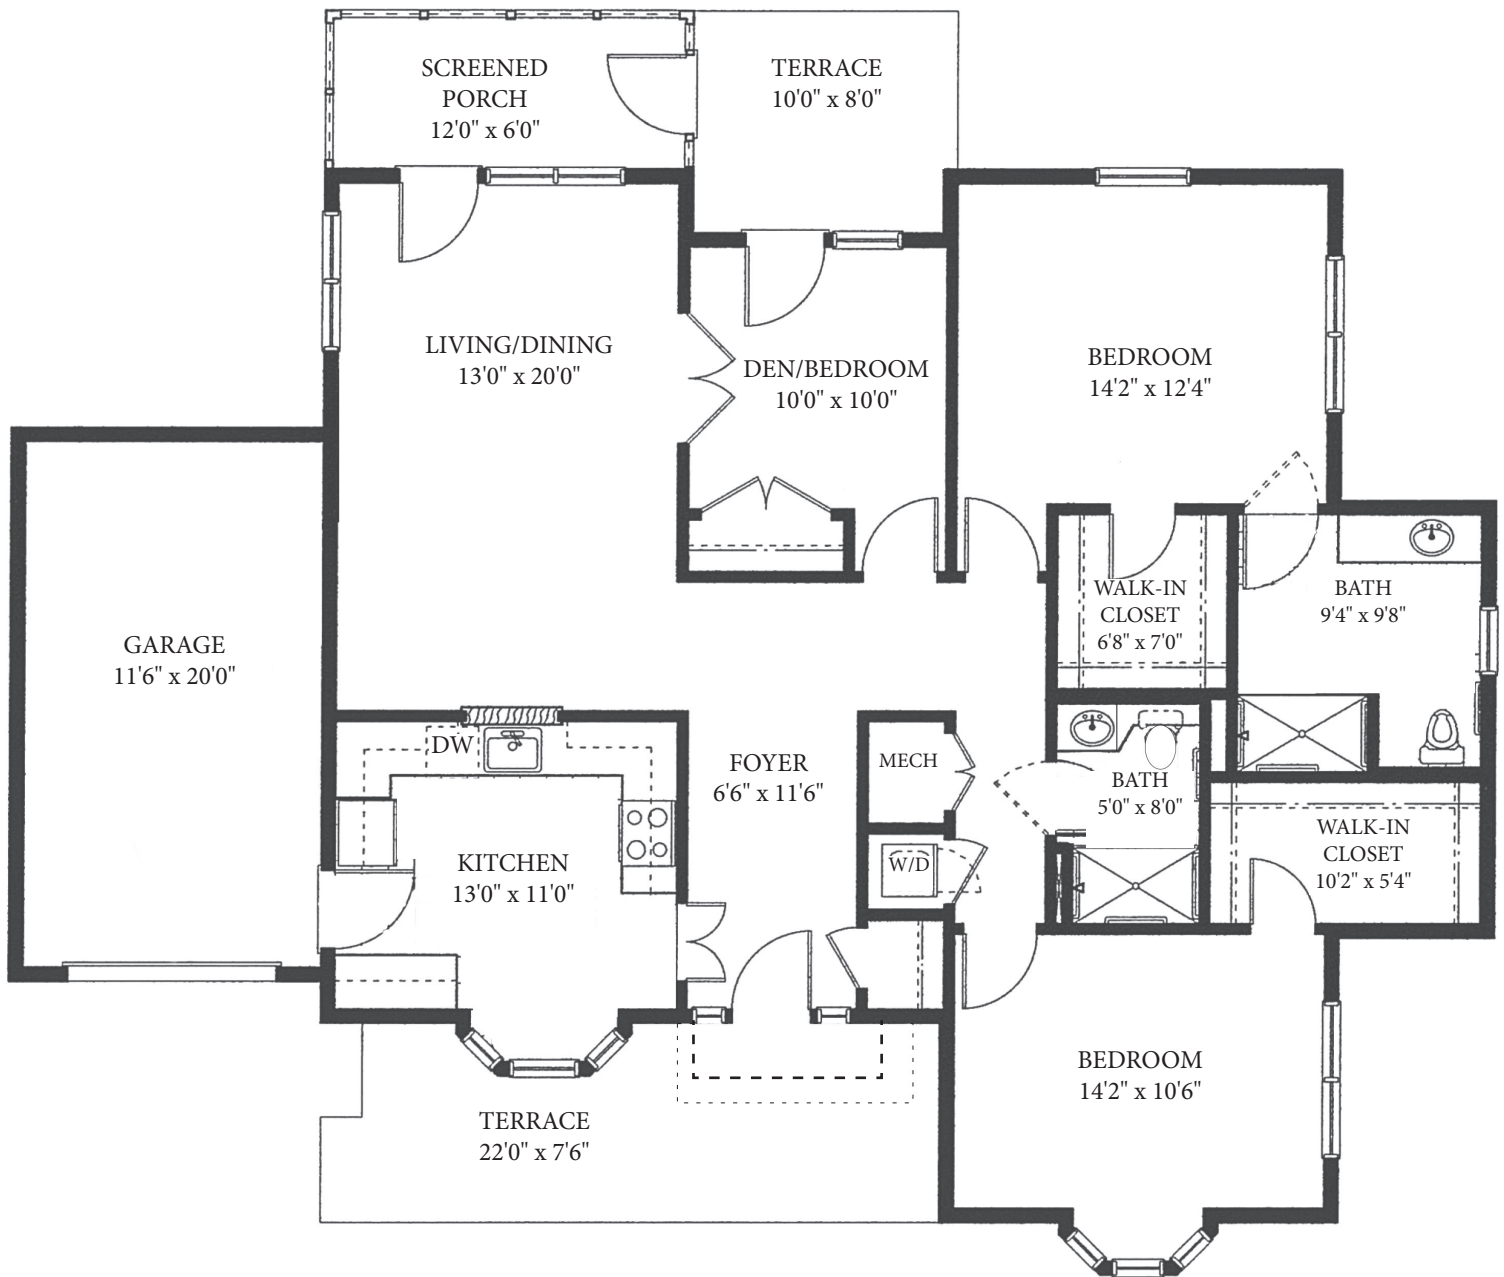 SCREENED
PORCH
12'0" x 6'0"
TERRACE
10'0" x 8'0"
LIVING/DINING
13'0" x 20'0"
DEN/BEDROOM
10'0" x 10'0"
BEDROOM
14'2" x 12'4"
GARAGE
11'6" x 20'0"
WALK-IN
CLOSET
6'8" x 7'0"
BATH
9'4" x 9'8"
DW
FOYER
6'6" x 11'6"
MECH
BATH
5'0" x 8'0"
KITCHEN
13'0" x 11'0"
W/D
WALK-IN
CLOSET
10'2" x 5'4"
BEDROOM
14'2" x 10'6"
TERRACE
22'0" x 7'6"